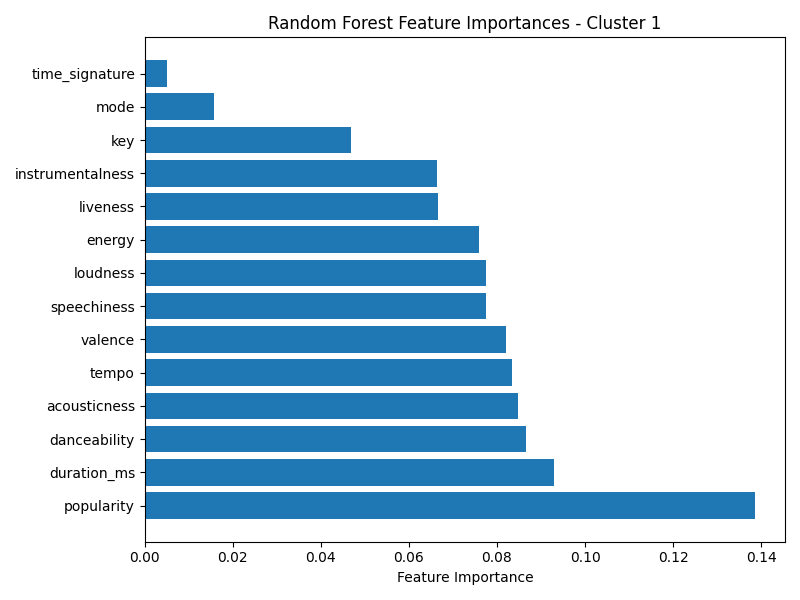 Random Forest Feature Importances - Cluster 1
time_signature
mode
key
instrumentalness
liveness
energy
loudness
speechiness
valence
tempo
acousticness
danceability
duration_ms
popularity
0.00 0.02 0.04 0.06 0.08 0.10 0.12 0.14
Feature Importance